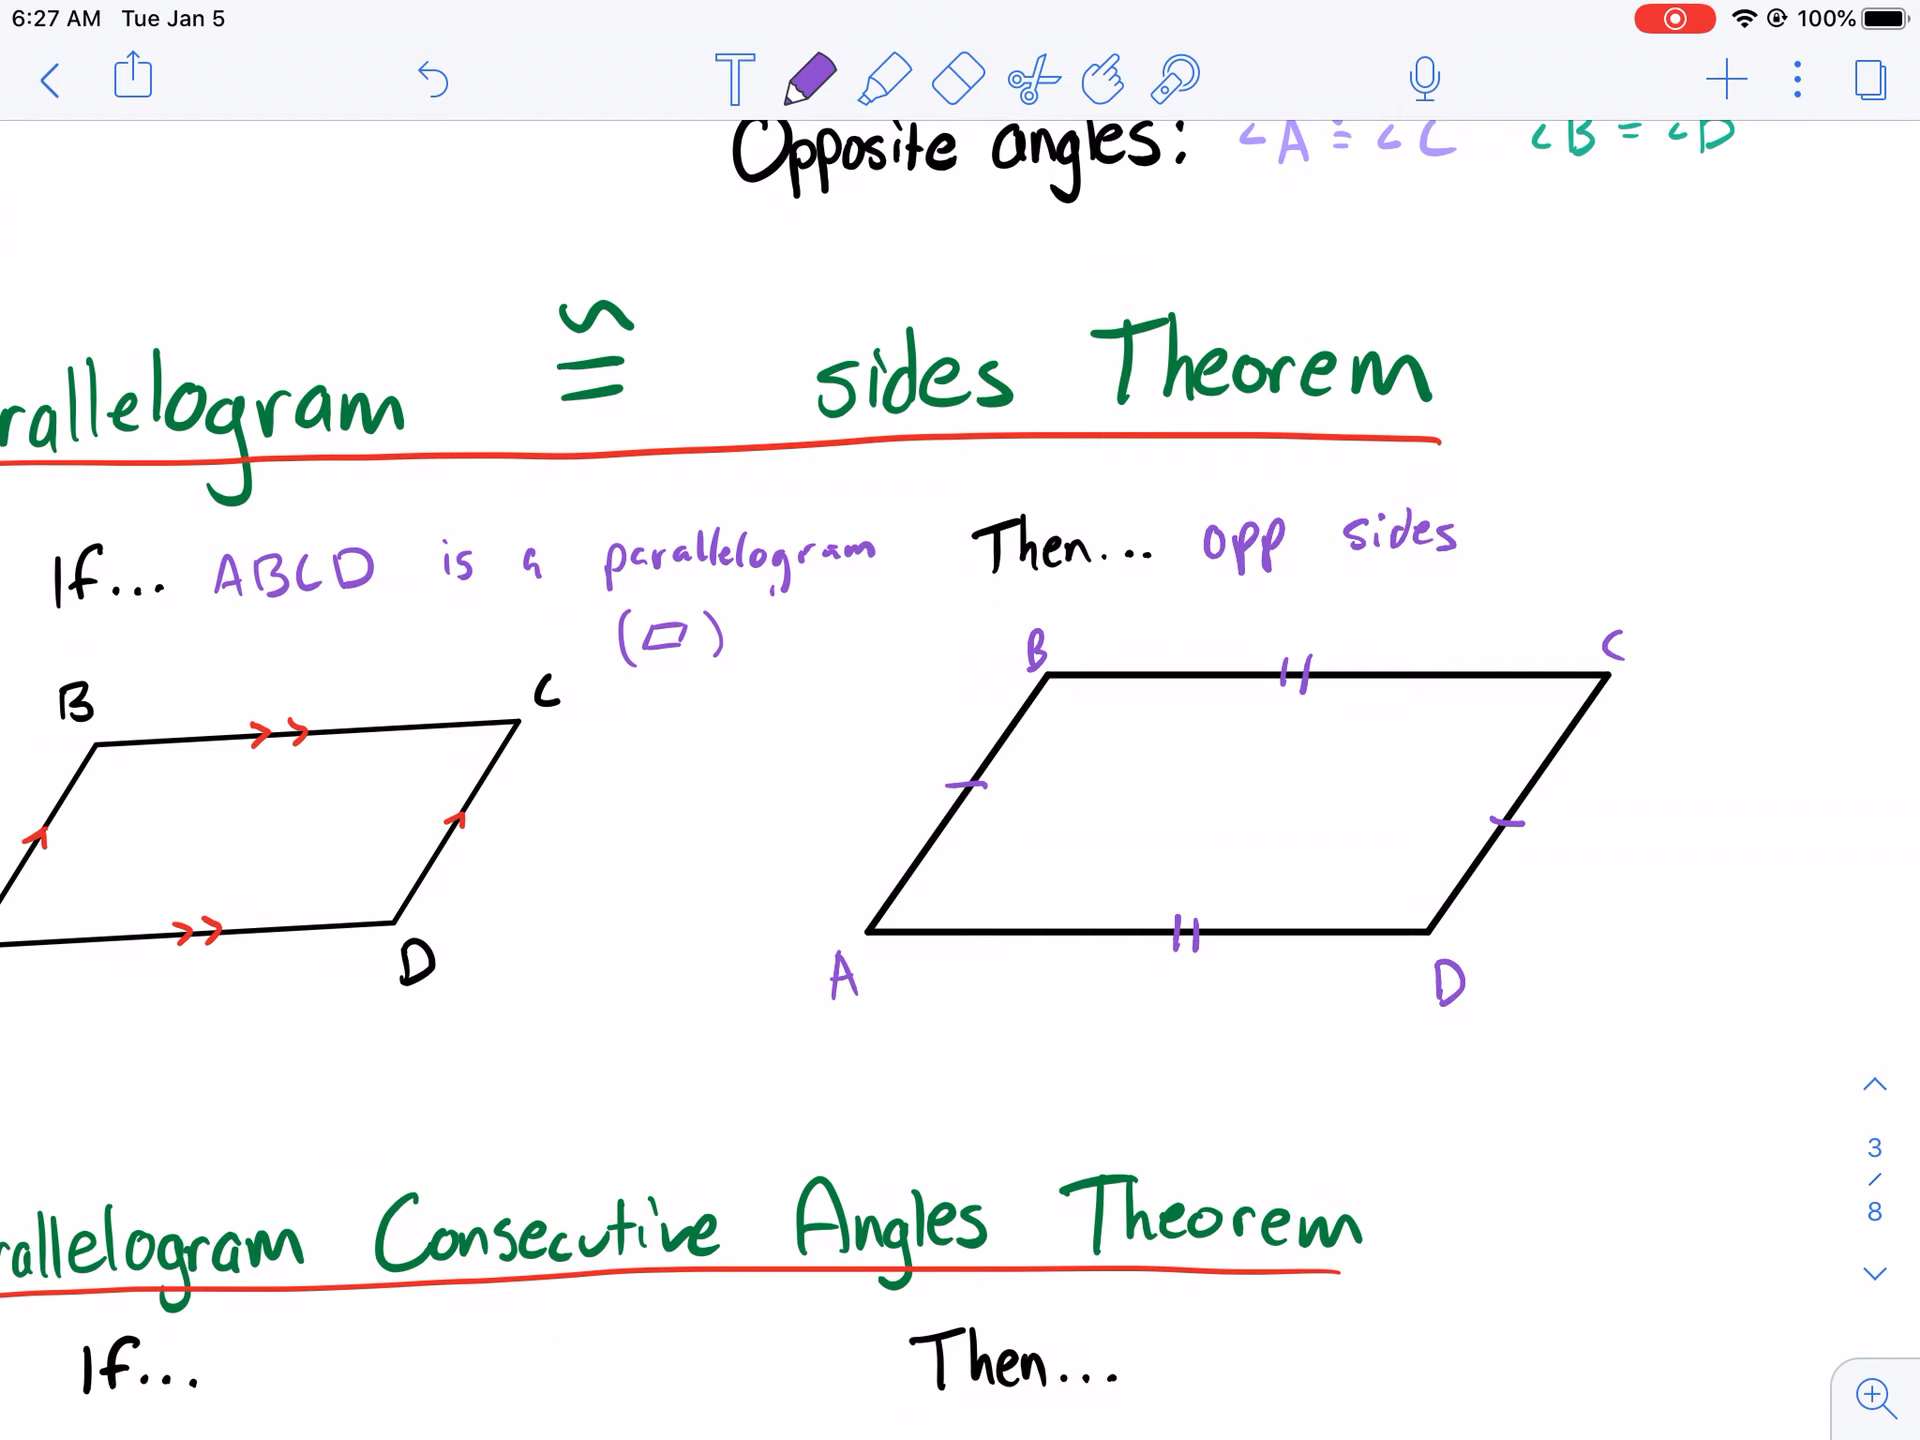 6:27 AM Tue Jan 5 100%
Opposite angles: ∠A ≅ ∠C ∠B = ∠D
rallelogram ≅ sides Theorem
If... ABCD is a parallelogram Then... opp sides
(▱)
B C
B C
A D
D
3
/
8
rallelogram Consecutive Angles Theorem
If... Then...